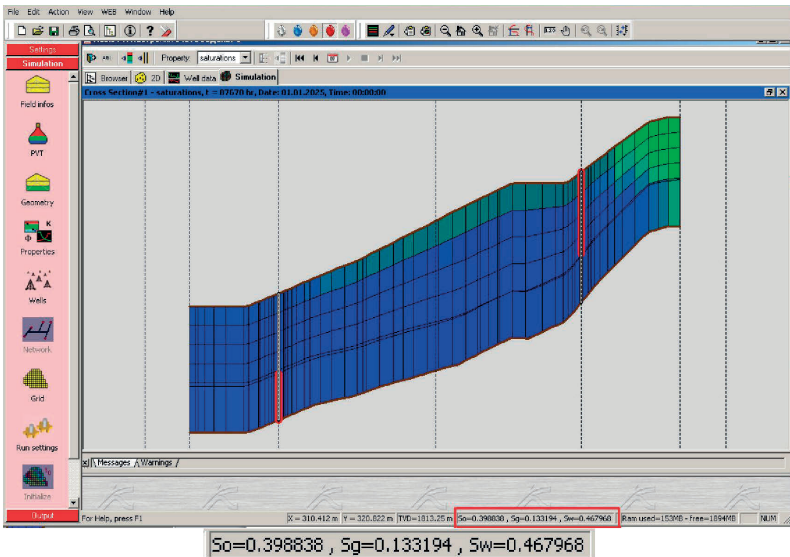 File Edit Action View WEB Window Help
Settings
Simulation
Property: saturations
Browser 2D Well data Simulation
Cross Section#1 - saturations, t = 87670 hr, Date: 01.01.2025, Time: 00:00:00
Field infos
PVT
Geometry
Properties
Wells
Network
Grid
Run settings
Initialize
Output
Messages Warnings
For Help, press F1 X = 310.412 m Y = 320.822 m TVD=1813.25 m So=0.398838 , Sg=0.133194 , Sw=0.467968 Ram used=153MB - free=1894MB NUM
So=0.398838 , Sg=0.133194 , Sw=0.467968